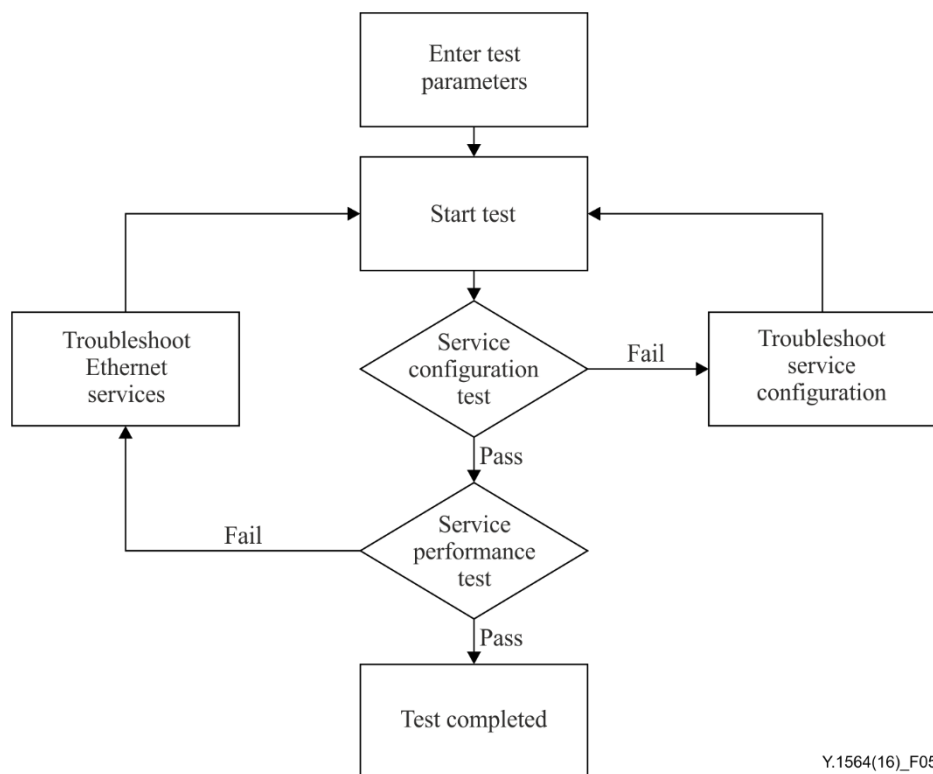 Enter test
parameters
Start test
Troubleshoot
Ethernet
services
Service
configuration
test
Fail
Troubleshoot
service
configuration
Pass
Fail
Service
performance
test
Pass
Test completed
Y.1564(16)_F05